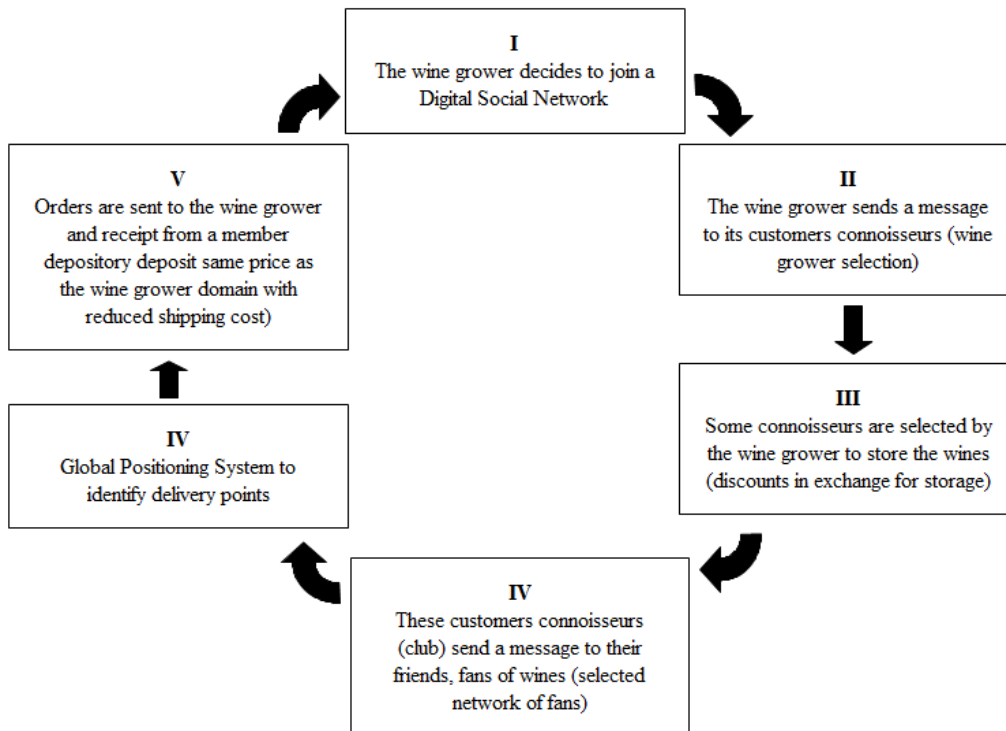 I
The wine grower decides to join a
Digital Social Network
II
The wine grower sends a message
to its customers connoisseurs (wine
grower selection)
III
Some connoisseurs are selected by
the wine grower to store the wines
(discounts in exchange for storage)
IV
These customers connoisseurs
(club) send a message to their
friends, fans of wines (selected
network of fans)
IV
Global Positioning System to
identify delivery points
V
Orders are sent to the wine grower
and receipt from a member
depository deposit same price as
the wine grower domain with
reduced shipping cost)